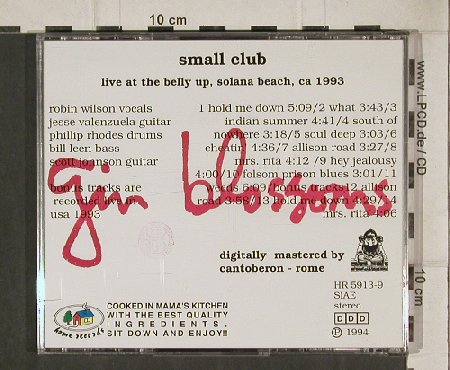 10 cm
small club
live at the belly up, solana beach, ca 1993
robin wilson vocals
jesse valenzuela guitar
phillip rhodes drums
bill leen bass
scott johnson guitar
bonus tracks are
recorded live in
usa 1993
1 hold me down 5:09/2 what 3:43/3
indian summer 4:41/4 south of
nowhere 3:18/5 soul deep 3:03/6
cheatin' 1:36/7 allison road 3:27/8
mrs. rita 4:12/9 hey jealousy
4:00/10 folsom prison blues 3:01/11
5:09/bonus 12 allison
road 3:58/13 hold me down 4:29/14
mrs. rita 4:06
gin blossoms
digitally mastered by
cantoberon - rome
home records
COOKED IN MAMA'S KITCHEN
WITH THE BEST QUALITY
INGREDIENTS.
SIT DOWN AND ENJOY!!
HR 5913-9
SIAE
stereo
CDD
℗ 1994
www.LPCD.de/CD
10 cm